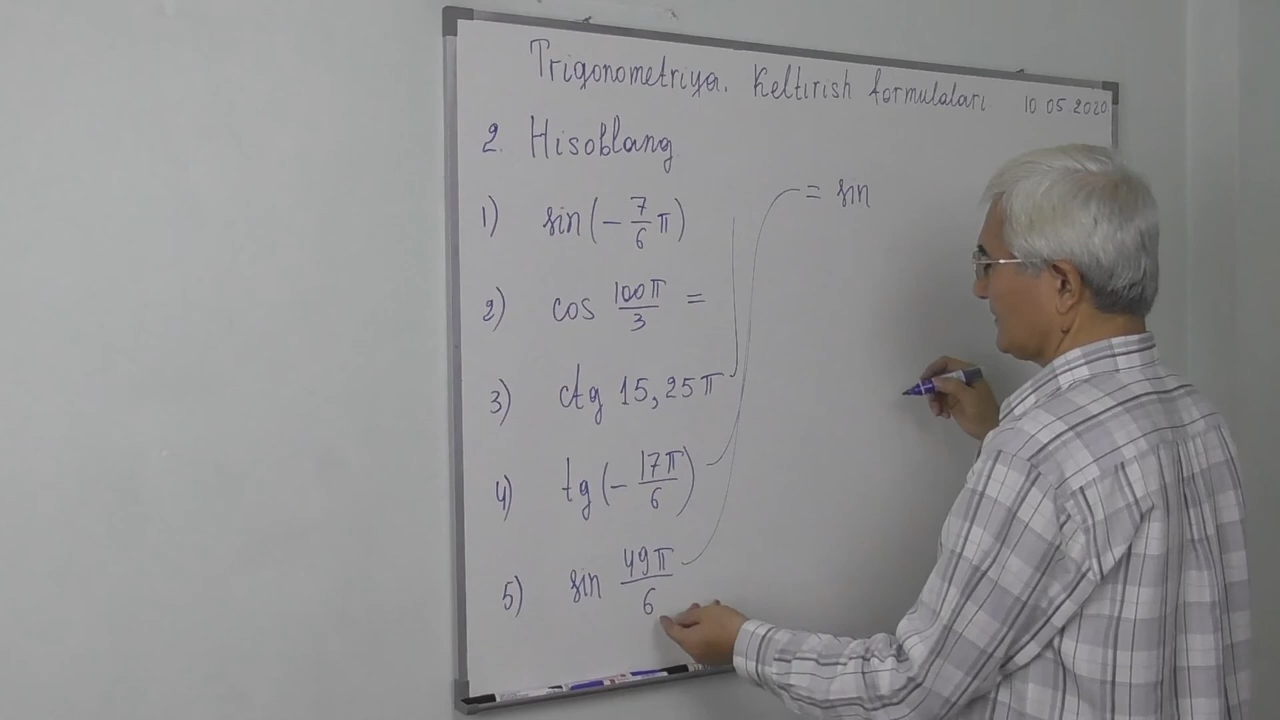 Trigonometriya. Keltirish formulalari 10 05.2020
2. Hisoblang
1) sin(-7/6 π)
= sin
2) cos 100π/3 =
3) ctg 15,25π
4) tg(-17π/6)
5) sin 49π/6